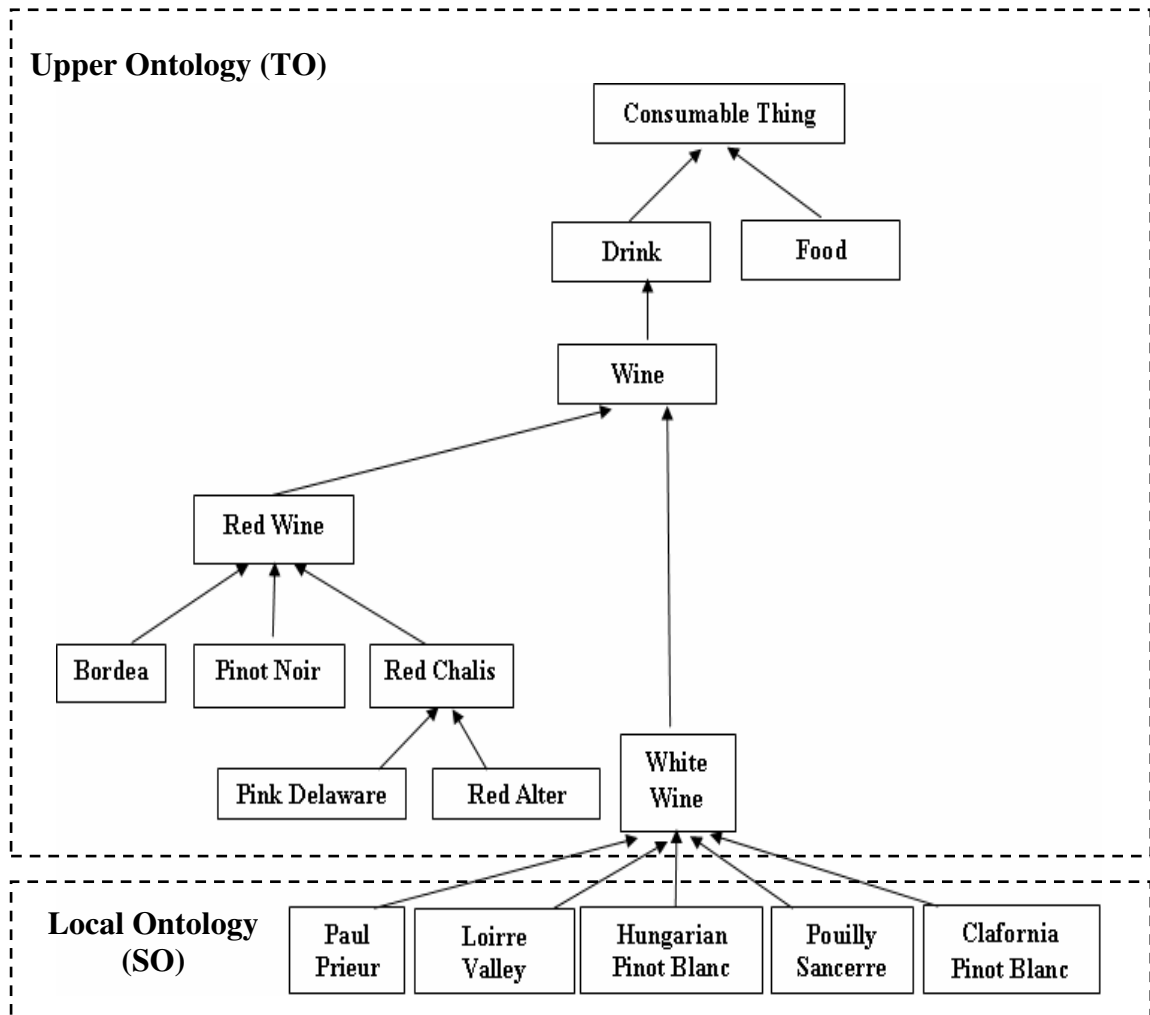 Upper Ontology (TO)
Consumable Thing
Drink
Food
Wine
Red Wine
Bordea
Pinot Noir
Red Chalis
Pink Delaware
Red Alter
White
Wine
Local Ontology
(SO)
Paul
Prieur
Loirre
Valley
Hungarian
Pinot Blanc
Pouilly
Sancerre
Clafornia
Pinot Blanc